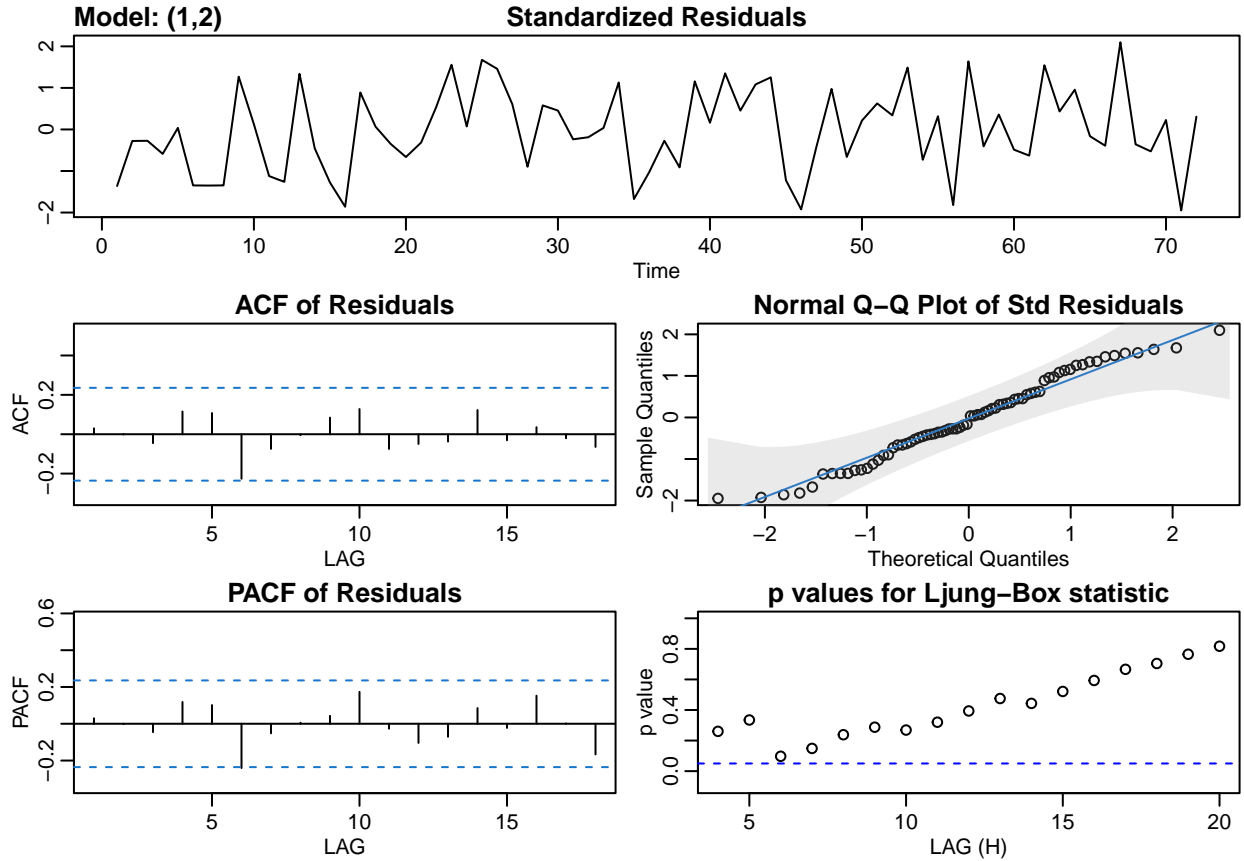 Model: (1,2) Standardized Residuals
2
1
0
−2
0 10 20 30 40 50 60 70
Time
ACF of Residuals
ACF
0.2
−0.2
5 10 15
LAG
Normal Q−Q Plot of Std Residuals
Sample Quantiles
2
1
0
−2
−2 −1 0 1 2
Theoretical Quantiles
PACF of Residuals
PACF
0.6
0.2
−0.2
5 10 15
LAG
p values for Ljung−Box statistic
p value
0.8
0.4
0.0
5 10 15 20
LAG (H)